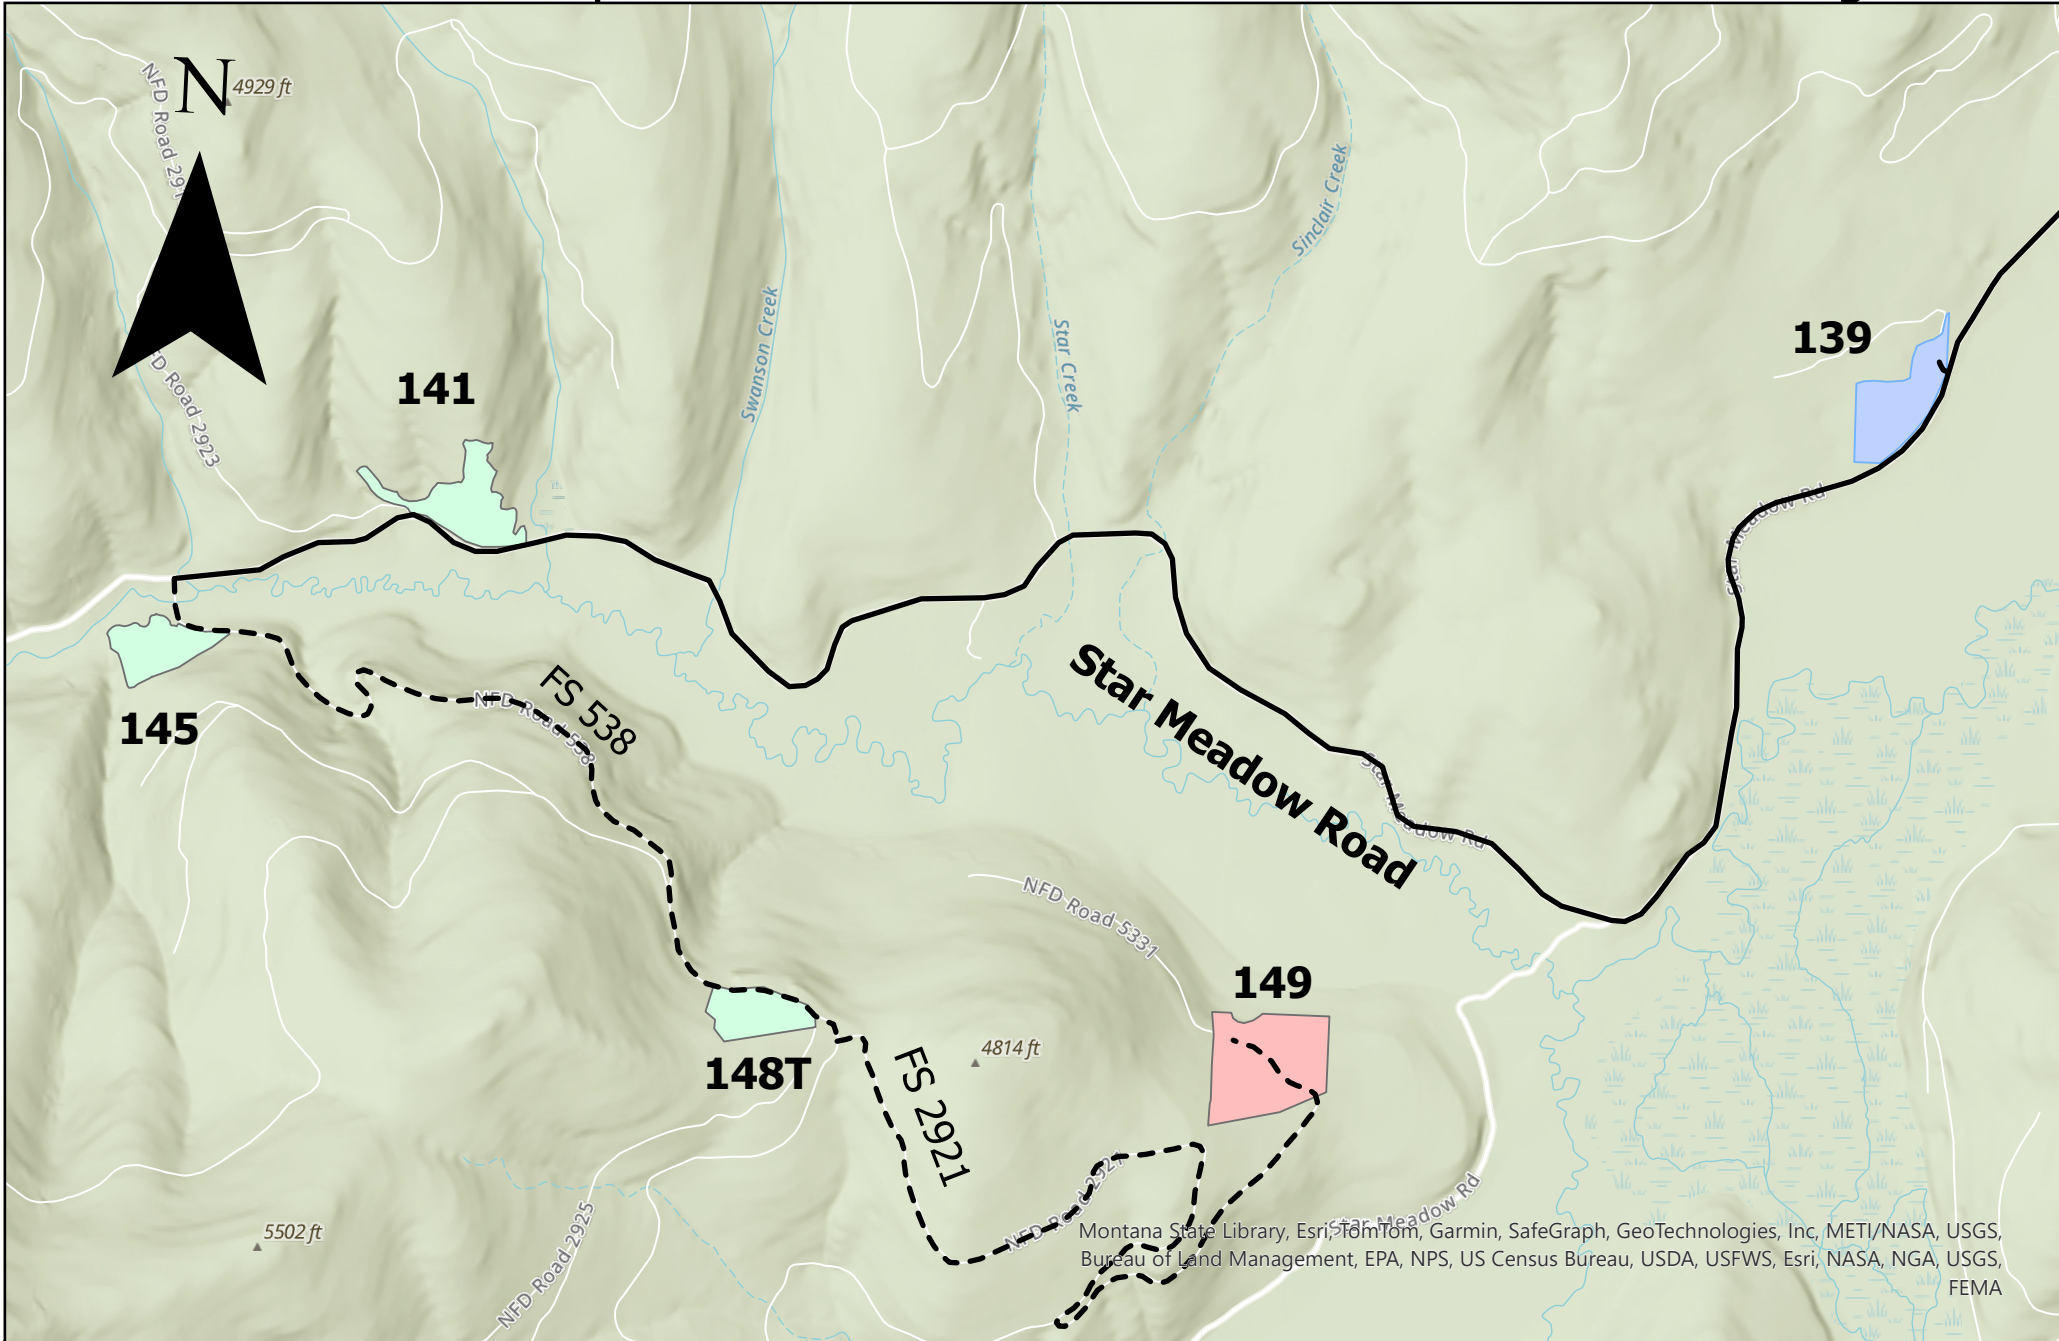 N
4929 ft
NFD Road 291
Sinclair Creek
Swanson Creek
Star Creek
139
141
FD Road 2923
Star Meadow Rd
145
FS 538
NFD Road 538
Star Meadow Road
Star Meadow Rd
NFD Road 5331
149
148T
4814 ft
FS 2921
NFD Road 2921
Star Meadow Rd
5502 ft
NFD Road 2925
Montana State Library, Esri, TomTom, Garmin, SafeGraph, GeoTechnologies, Inc, METI/NASA, USGS,
Bureau of Land Management, EPA, NPS, US Census Bureau, USDA, USFWS, Esri, NASA, NGA, USGS,
FEMA